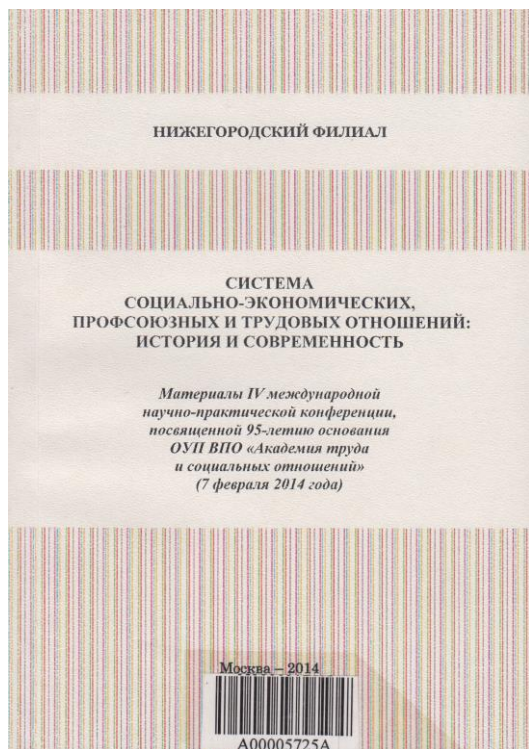 НИЖЕГОРОДСКИЙ ФИЛИАЛ
СИСТЕМА
СОЦИАЛЬНО-ЭКОНОМИЧЕСКИХ,
ПРОФСОЮЗНЫХ И ТРУДОВЫХ ОТНОШЕНИЙ:
ИСТОРИЯ И СОВРЕМЕННОСТЬ
Материалы IV международной
научно-практической конференции,
посвященной 95-летию основания
ОУП ВПО «Академия труда
и социальных отношений»
(7 февраля 2014 года)
Москва – 2014
A00005725A